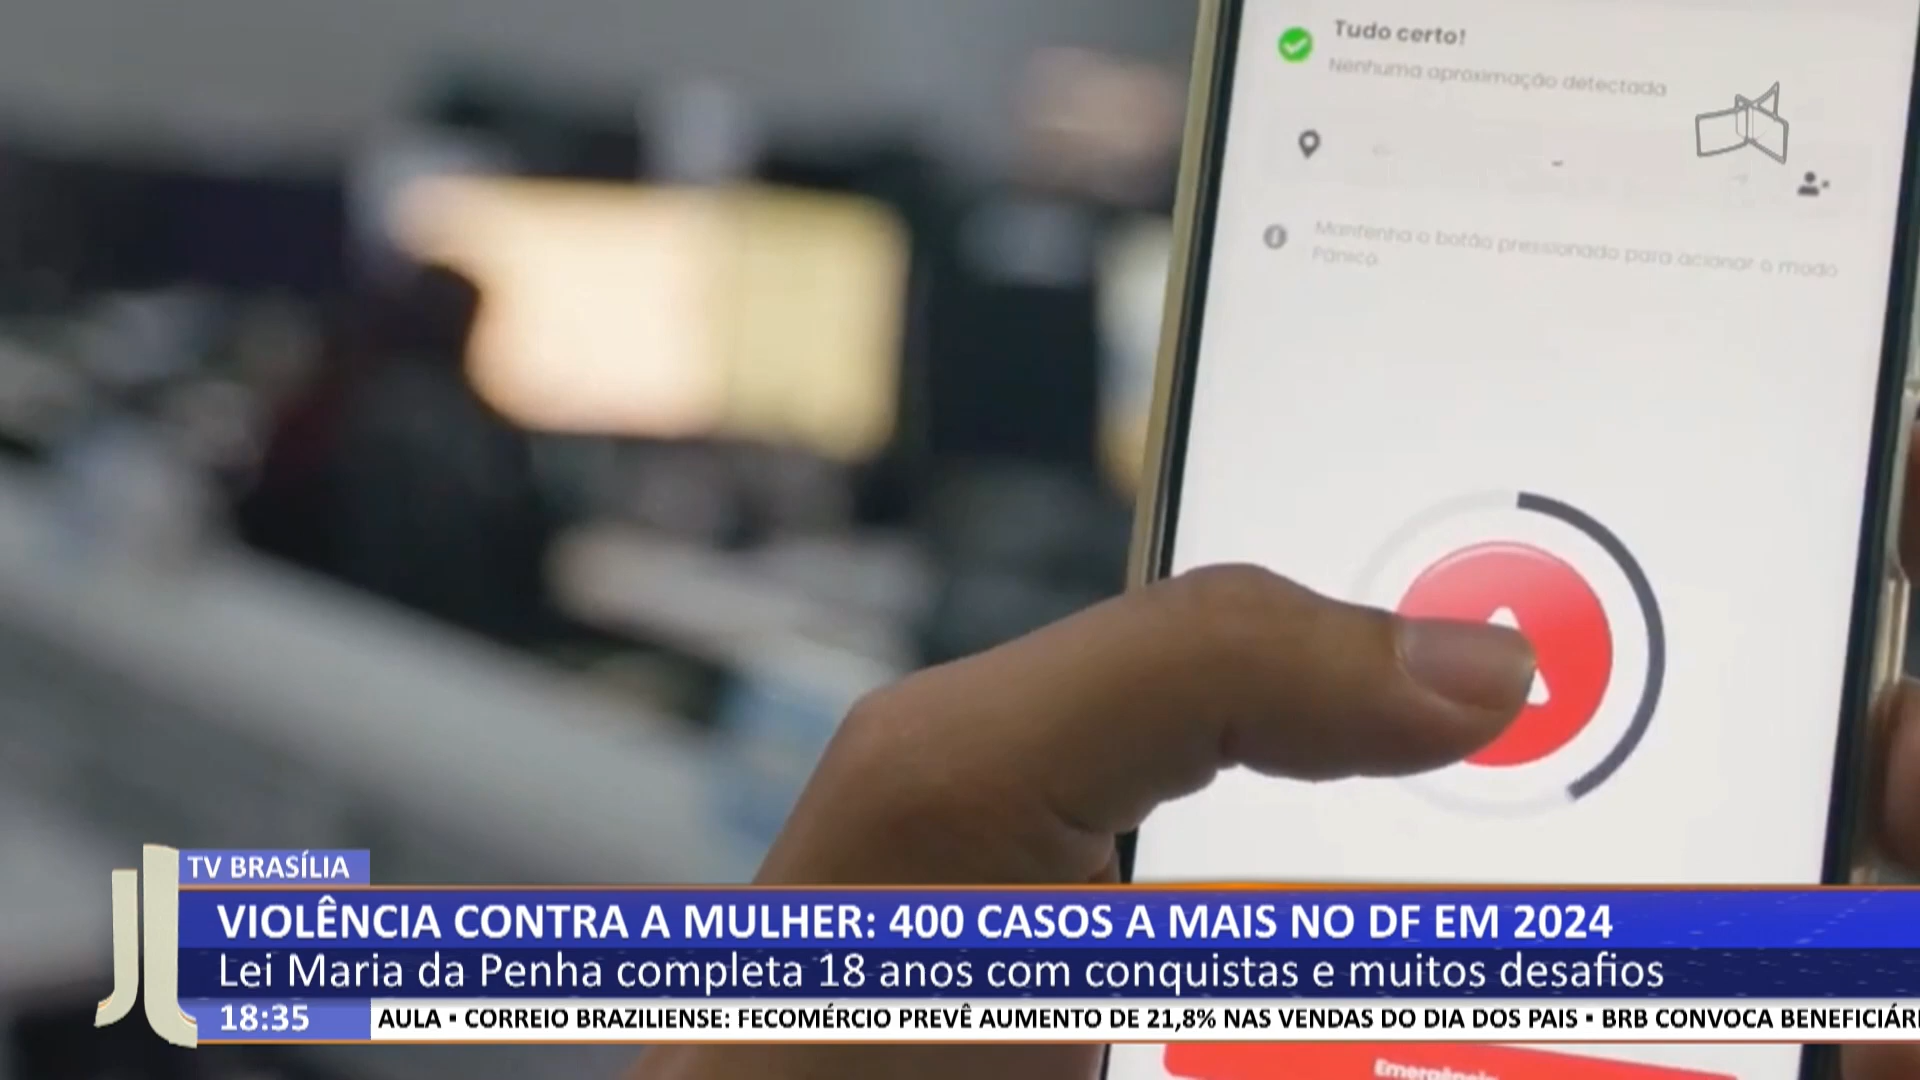 Tudo certo!
Nenhuma aproximação detectada
Mantenha o botão pressionado para acionar o modo
Pânico
TV BRASÍLIA
VIOLÊNCIA CONTRA A MULHER: 400 CASOS A MAIS NO DF EM 2024
Lei Maria da Penha completa 18 anos com conquistas e muitos desafios
18:35
AULA ▪ CORREIO BRAZILIENSE: FECOMÉRCIO PREVÊ AUMENTO DE 21,8% NAS VENDAS DO DIA DOS PAIS ▪ BRB CONVOCA